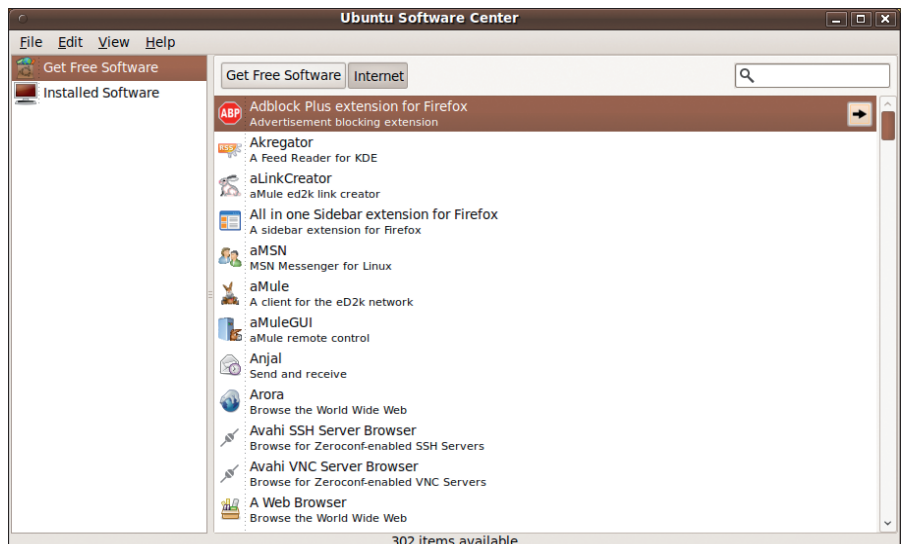 Ubuntu Software Center
File Edit View Help
Get Free Software
Installed Software
Get Free Software Internet
ABP
Adblock Plus extension for Firefox
Advertisement blocking extension
RSS
Akregator
A Feed Reader for KDE
aLinkCreator
aMule ed2k link creator
All in one Sidebar extension for Firefox
A sidebar extension for Firefox
aMSN
MSN Messenger for Linux
aMule
A client for the eD2k network
aMuleGUI
aMule remote control
Anjal
Send and receive
Arora
Browse the World Wide Web
Avahi SSH Server Browser
Browse for Zeroconf-enabled SSH Servers
Avahi VNC Server Browser
Browse for Zeroconf-enabled VNC Servers
A Web Browser
Browse the World Wide Web
302 items available